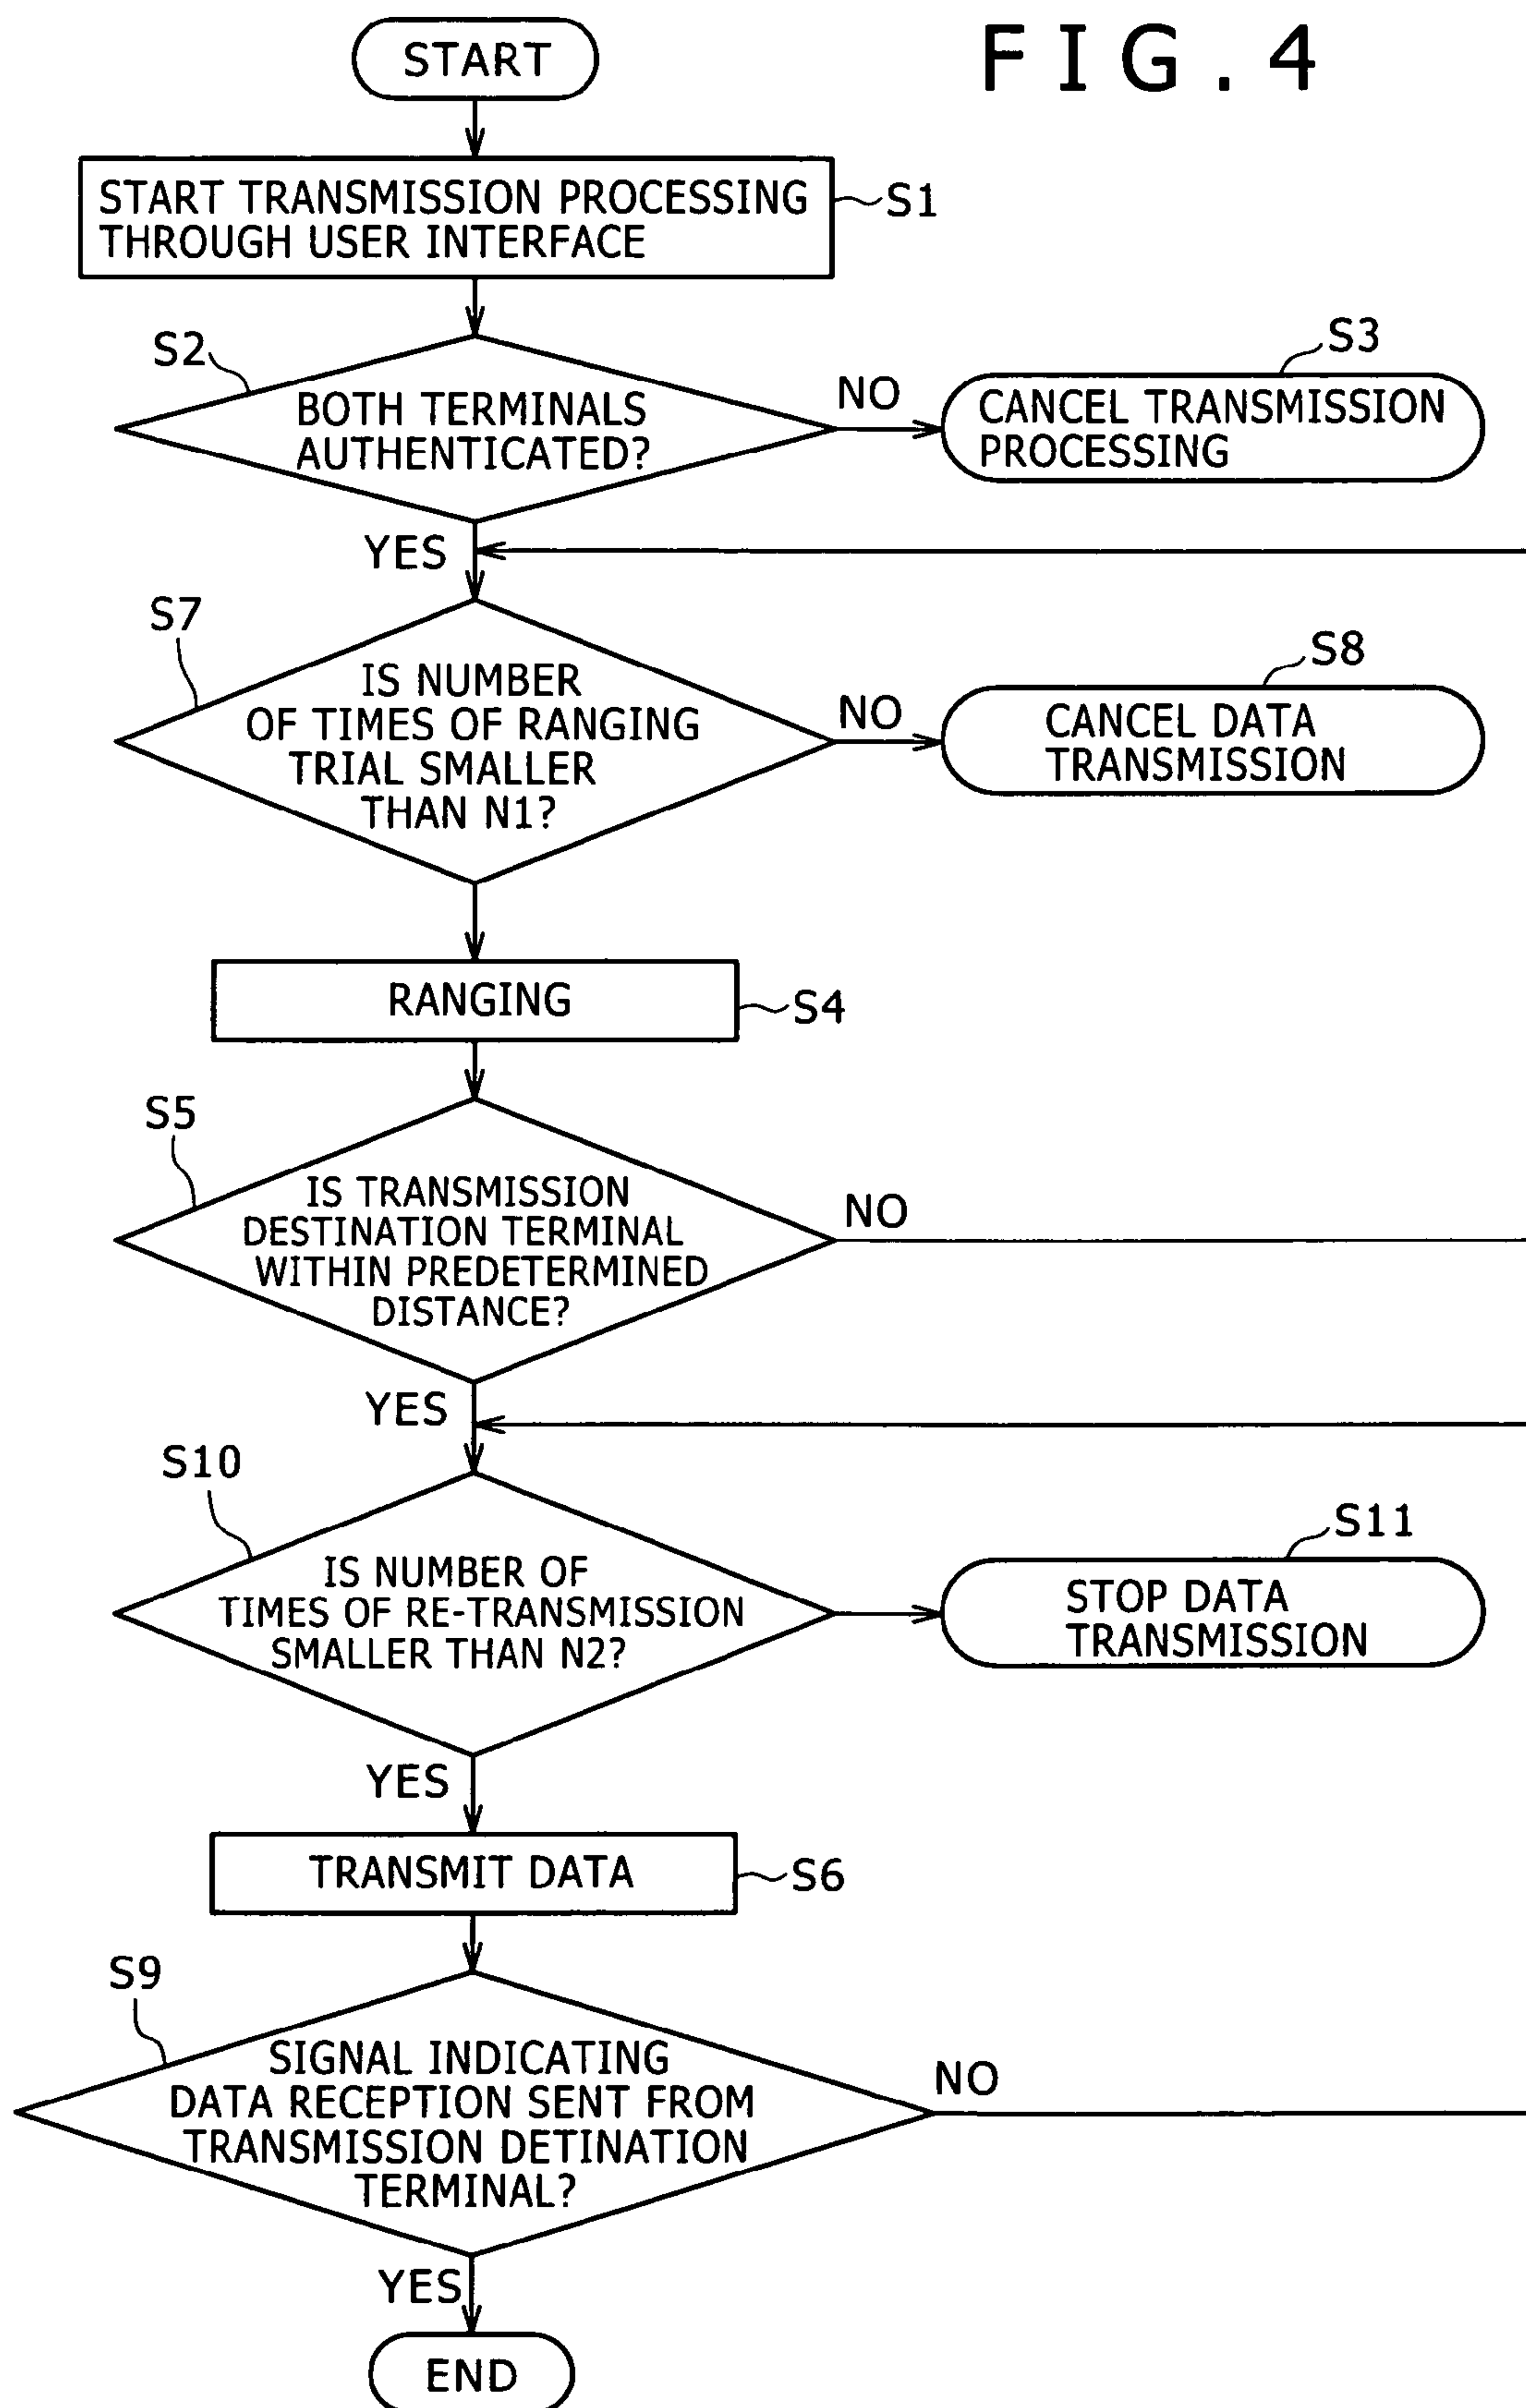 START
F I G . 4
START TRANSMISSION PROCESSING
THROUGH USER INTERFACE
S1
S2
BOTH TERMINALS
AUTHENTICATED?
NO
S3
CANCEL TRANSMISSION
PROCESSING
YES
S7
IS NUMBER
OF TIMES OF RANGING
TRIAL SMALLER
THAN N1?
NO
S8
CANCEL DATA
TRANSMISSION
RANGING
S4
S5
IS TRANSMISSION
DESTINATION TERMINAL
WITHIN PREDETERMINED
DISTANCE?
NO
YES
S10
IS NUMBER OF
TIMES OF RE-TRANSMISSION
SMALLER THAN N2?
S11
STOP DATA
TRANSMISSION
YES
TRANSMIT DATA
S6
S9
SIGNAL INDICATING
DATA RECEPTION SENT FROM
TRANSMISSION DETINATION
TERMINAL?
NO
YES
END